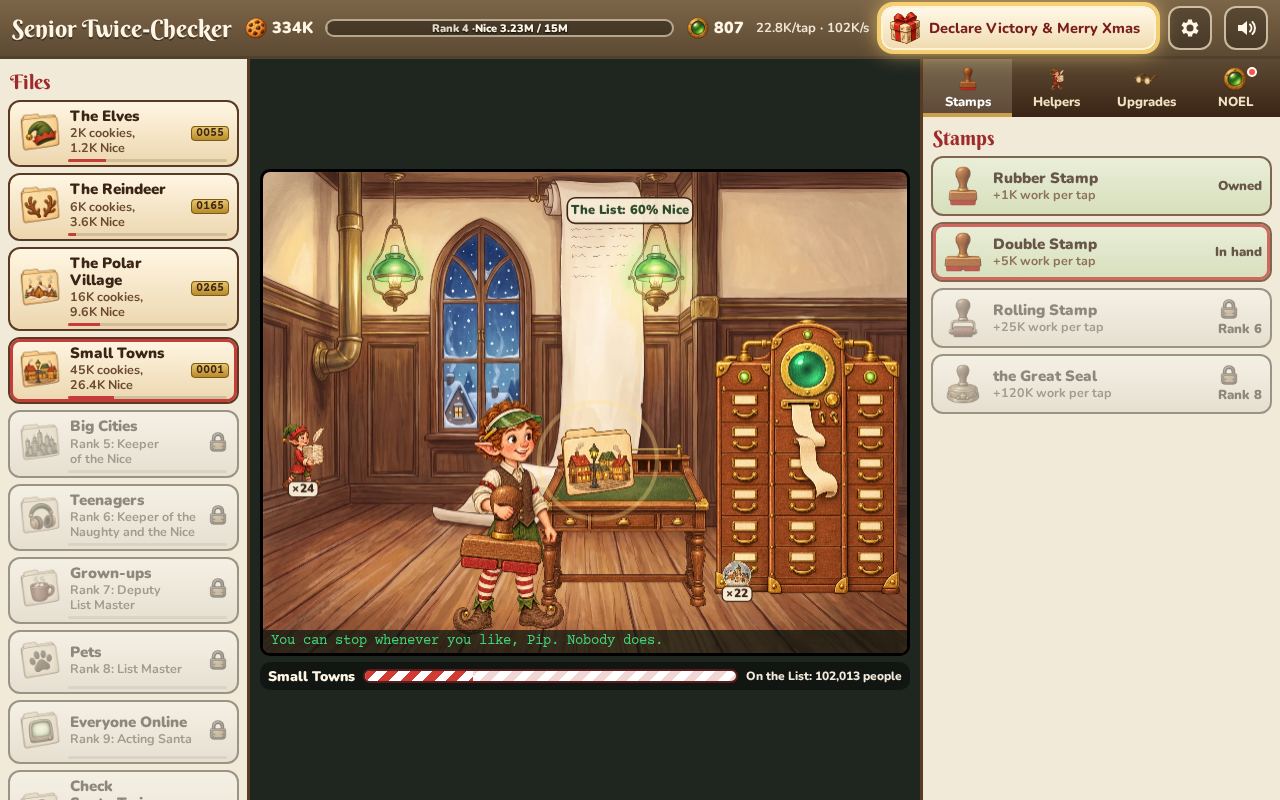 Senior Twice-Checker
334K
Rank 4 · Nice 3.23M / 15M
807
22.8K/tap · 102K/s
Declare Victory & Merry Xmas
Files
The Elves
2K cookies,
1.2K Nice
0055
The Reindeer
6K cookies,
3.6K Nice
0165
The Polar
Village
16K cookies,
9.6K Nice
0265
Small Towns
45K cookies,
26.4K Nice
0001
Big Cities
Rank 5: Keeper
of the Nice
Teenagers
Rank 6: Keeper of the
Naughty and the Nice
Grown-ups
Rank 7: Deputy
List Master
Pets
Rank 8: List Master
Everyone Online
Rank 9: Acting Santa
Check
The List: 60% Nice
×24
×22
You can stop whenever you like, Pip. Nobody does.
Small Towns
On the List: 102,013 people
Stamps
Helpers
Upgrades
NOEL
Stamps
Rubber Stamp
+1K work per tap
Owned
Double Stamp
+5K work per tap
In hand
Rolling Stamp
+25K work per tap
Rank 6
the Great Seal
+120K work per tap
Rank 8